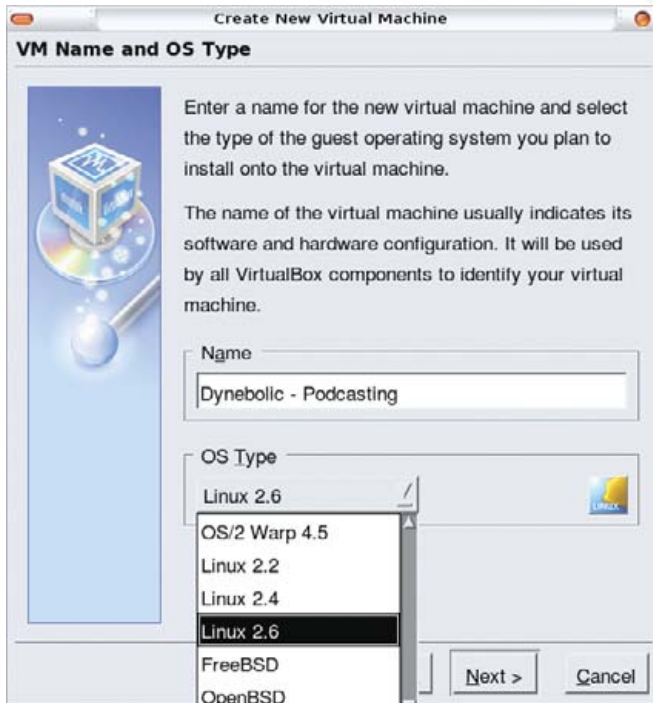 Create New Virtual Machine
VM Name and OS Type
Enter a name for the new virtual machine and select
the type of the guest operating system you plan to
install onto the virtual machine.
The name of the virtual machine usually indicates its
software and hardware configuration. It will be used
by all VirtualBox components to identify your virtual
machine.
Name
Dynebolic - Podcasting
OS Type
Linux 2.6
LINUX
OS/2 Warp 4.5
Linux 2.2
Linux 2.4
Linux 2.6
FreeBSD
OpenBSD
Next >
Cancel